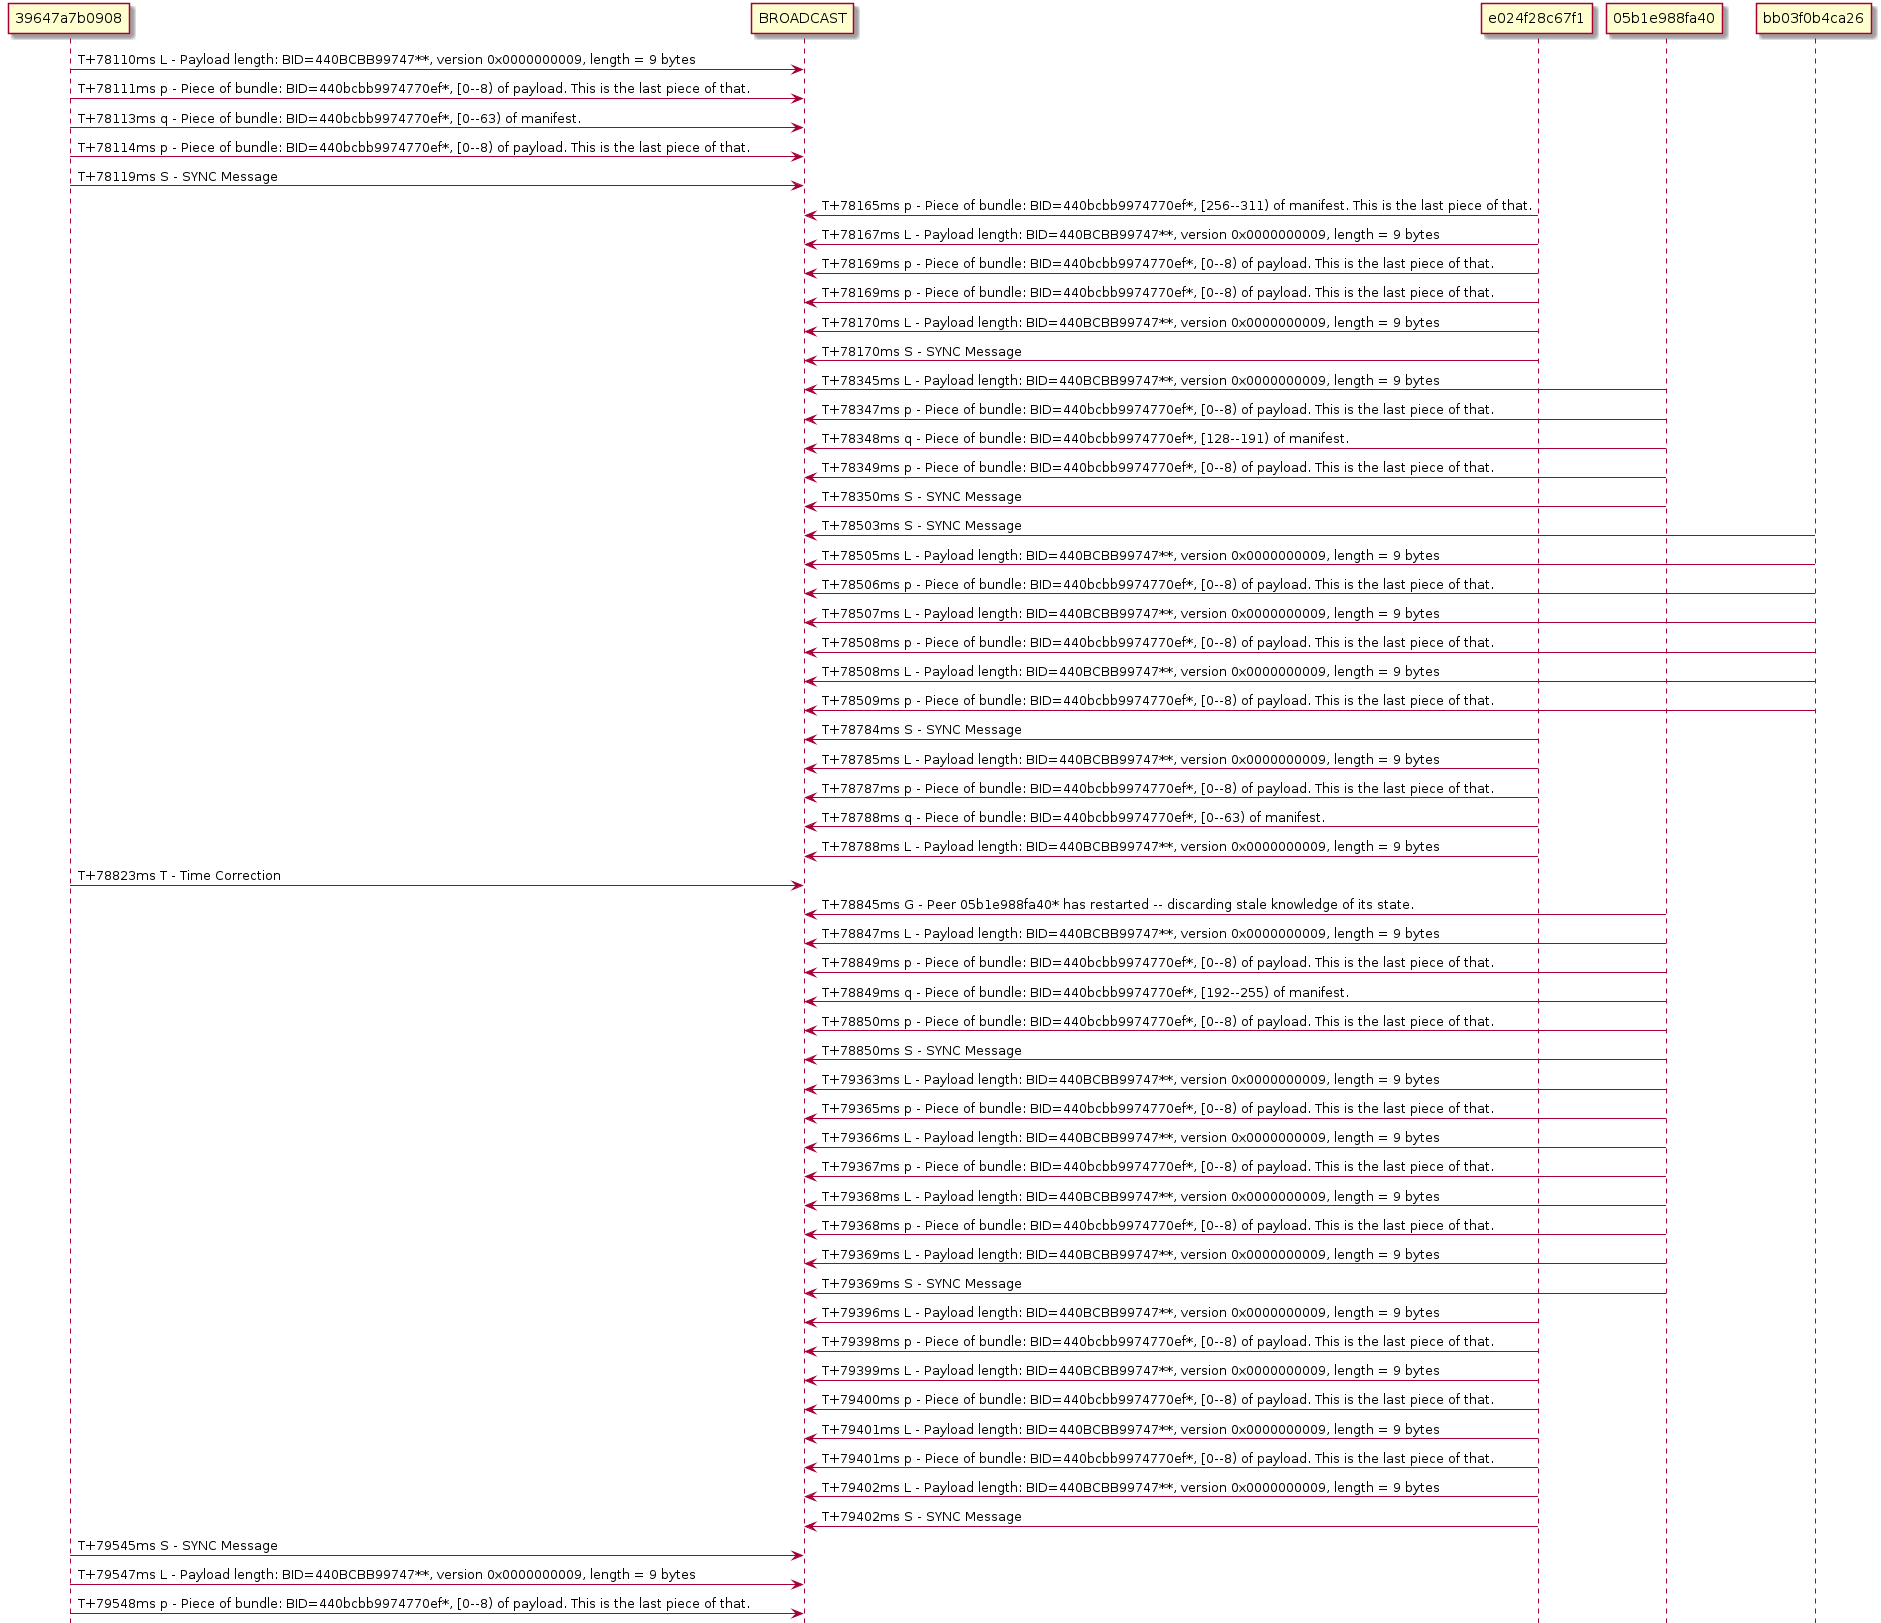 39647a7b0908 BROADCAST e024f28c67f1 05b1e988fa40 bb03f0b4ca26
T+78110ms L - Payload length: BID=440BCBB99747**, version 0x0000000009, length = 9 bytes
T+78111ms p - Piece of bundle: BID=440bcbb9974770ef*, [0--8) of payload. This is the last piece of that.
T+78113ms q - Piece of bundle: BID=440bcbb9974770ef*, [0--63) of manifest.
T+78114ms p - Piece of bundle: BID=440bcbb9974770ef*, [0--8) of payload. This is the last piece of that.
T+78119ms S - SYNC Message
T+78165ms p - Piece of bundle: BID=440bcbb9974770ef*, [256--311) of manifest. This is the last piece of that.
T+78167ms L - Payload length: BID=440BCBB99747**, version 0x0000000009, length = 9 bytes
T+78169ms p - Piece of bundle: BID=440bcbb9974770ef*, [0--8) of payload. This is the last piece of that.
T+78169ms p - Piece of bundle: BID=440bcbb9974770ef*, [0--8) of payload. This is the last piece of that.
T+78170ms L - Payload length: BID=440BCBB99747**, version 0x0000000009, length = 9 bytes
T+78170ms S - SYNC Message
T+78345ms L - Payload length: BID=440BCBB99747**, version 0x0000000009, length = 9 bytes
T+78347ms p - Piece of bundle: BID=440bcbb9974770ef*, [0--8) of payload. This is the last piece of that.
T+78348ms q - Piece of bundle: BID=440bcbb9974770ef*, [128--191) of manifest.
T+78349ms p - Piece of bundle: BID=440bcbb9974770ef*, [0--8) of payload. This is the last piece of that.
T+78350ms S - SYNC Message
T+78503ms S - SYNC Message
T+78505ms L - Payload length: BID=440BCBB99747**, version 0x0000000009, length = 9 bytes
T+78506ms p - Piece of bundle: BID=440bcbb9974770ef*, [0--8) of payload. This is the last piece of that.
T+78507ms L - Payload length: BID=440BCBB99747**, version 0x0000000009, length = 9 bytes
T+78508ms p - Piece of bundle: BID=440bcbb9974770ef*, [0--8) of payload. This is the last piece of that.
T+78508ms L - Payload length: BID=440BCBB99747**, version 0x0000000009, length = 9 bytes
T+78509ms p - Piece of bundle: BID=440bcbb9974770ef*, [0--8) of payload. This is the last piece of that.
T+78784ms S - SYNC Message
T+78785ms L - Payload length: BID=440BCBB99747**, version 0x0000000009, length = 9 bytes
T+78787ms p - Piece of bundle: BID=440bcbb9974770ef*, [0--8) of payload. This is the last piece of that.
T+78788ms q - Piece of bundle: BID=440bcbb9974770ef*, [0--63) of manifest.
T+78788ms L - Payload length: BID=440BCBB99747**, version 0x0000000009, length = 9 bytes
T+78823ms T - Time Correction
T+78845ms G - Peer 05b1e988fa40* has restarted -- discarding stale knowledge of its state.
T+78847ms L - Payload length: BID=440BCBB99747**, version 0x0000000009, length = 9 bytes
T+78849ms p - Piece of bundle: BID=440bcbb9974770ef*, [0--8) of payload. This is the last piece of that.
T+78849ms q - Piece of bundle: BID=440bcbb9974770ef*, [192--255) of manifest.
T+78850ms p - Piece of bundle: BID=440bcbb9974770ef*, [0--8) of payload. This is the last piece of that.
T+78850ms S - SYNC Message
T+79363ms L - Payload length: BID=440BCBB99747**, version 0x0000000009, length = 9 bytes
T+79365ms p - Piece of bundle: BID=440bcbb9974770ef*, [0--8) of payload. This is the last piece of that.
T+79366ms L - Payload length: BID=440BCBB99747**, version 0x0000000009, length = 9 bytes
T+79367ms p - Piece of bundle: BID=440bcbb9974770ef*, [0--8) of payload. This is the last piece of that.
T+79368ms L - Payload length: BID=440BCBB99747**, version 0x0000000009, length = 9 bytes
T+79368ms p - Piece of bundle: BID=440bcbb9974770ef*, [0--8) of payload. This is the last piece of that.
T+79369ms L - Payload length: BID=440BCBB99747**, version 0x0000000009, length = 9 bytes
T+79369ms S - SYNC Message
T+79396ms L - Payload length: BID=440BCBB99747**, version 0x0000000009, length = 9 bytes
T+79398ms p - Piece of bundle: BID=440bcbb9974770ef*, [0--8) of payload. This is the last piece of that.
T+79399ms L - Payload length: BID=440BCBB99747**, version 0x0000000009, length = 9 bytes
T+79400ms p - Piece of bundle: BID=440bcbb9974770ef*, [0--8) of payload. This is the last piece of that.
T+79401ms L - Payload length: BID=440BCBB99747**, version 0x0000000009, length = 9 bytes
T+79401ms p - Piece of bundle: BID=440bcbb9974770ef*, [0--8) of payload. This is the last piece of that.
T+79402ms L - Payload length: BID=440BCBB99747**, version 0x0000000009, length = 9 bytes
T+79402ms S - SYNC Message
T+79545ms S - SYNC Message
T+79547ms L - Payload length: BID=440BCBB99747**, version 0x0000000009, length = 9 bytes
T+79548ms p - Piece of bundle: BID=440bcbb9974770ef*, [0--8) of payload. This is the last piece of that.